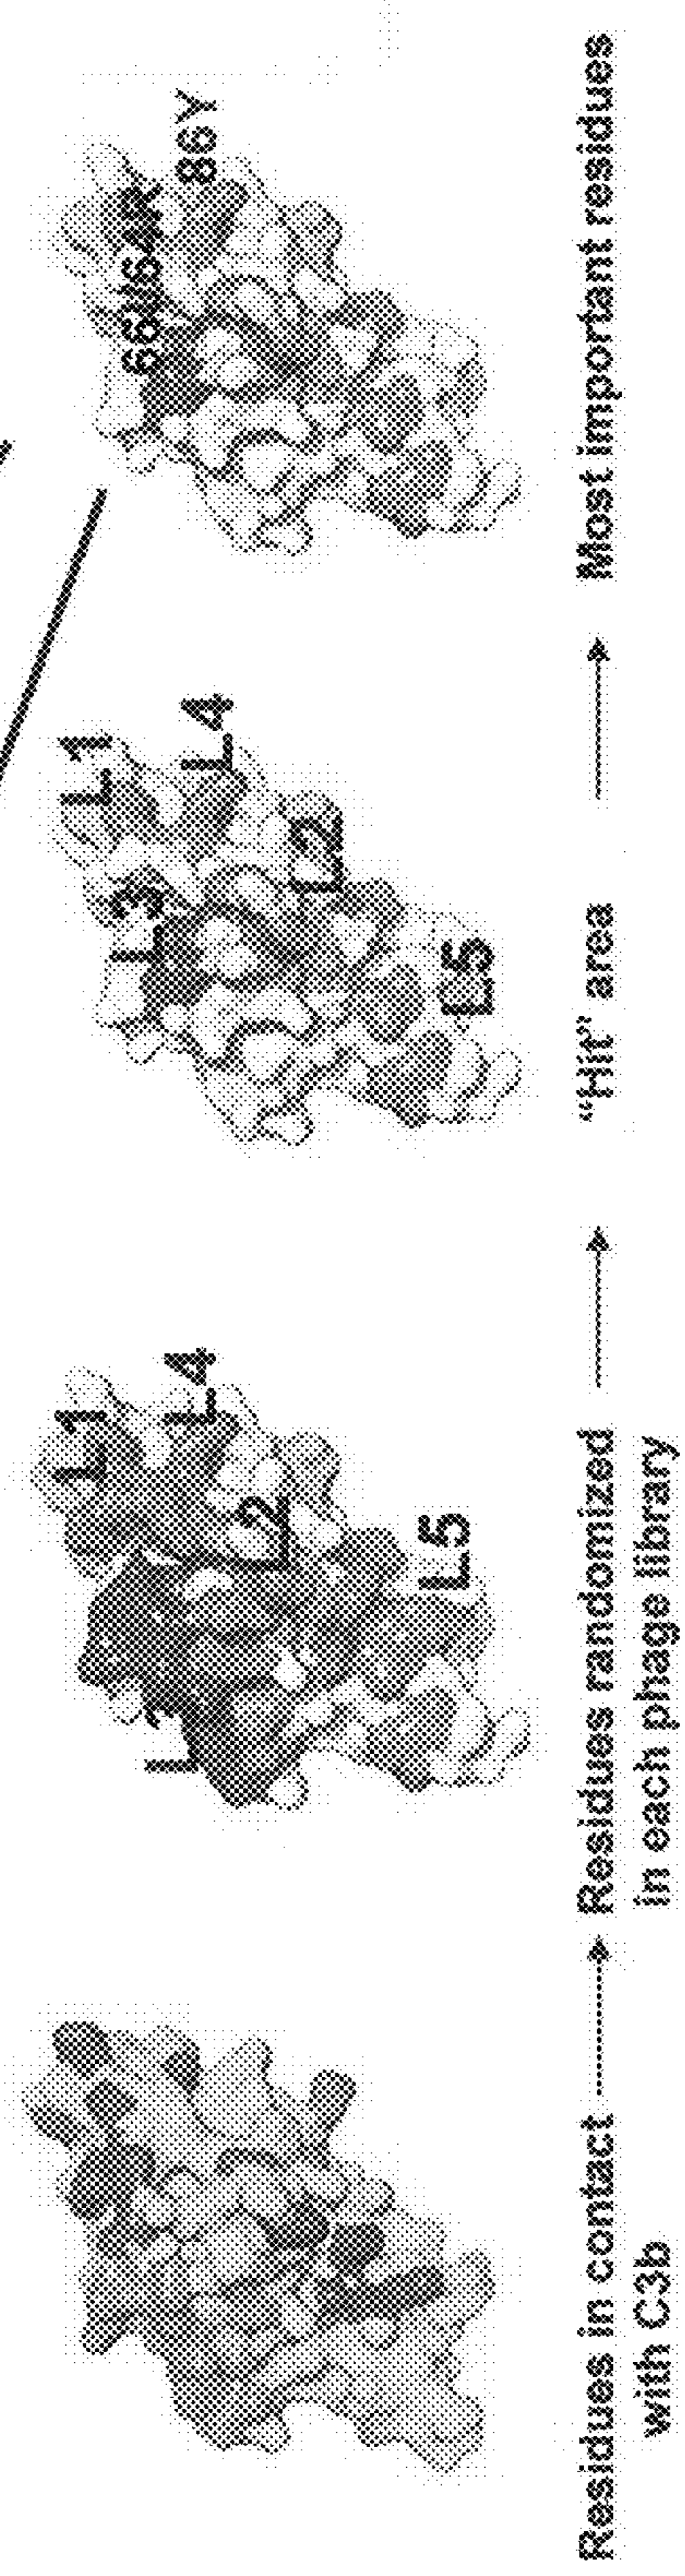 Residues in contact
with C3b
Residues randomized
in each phage library
"Hit" area
Most important residues
L1
L4
L2
L5
L1
L4
L3
L2
L5
86Y